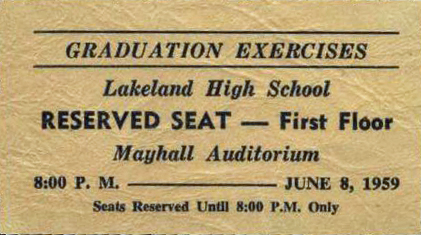 GRADUATION EXERCISES
Lakeland High School
RESERVED SEAT — First Floor
Mayhall Auditorium
8:00 P. M. ——— JUNE 8, 1959
Seats Reserved Until 8:00 P.M. Only